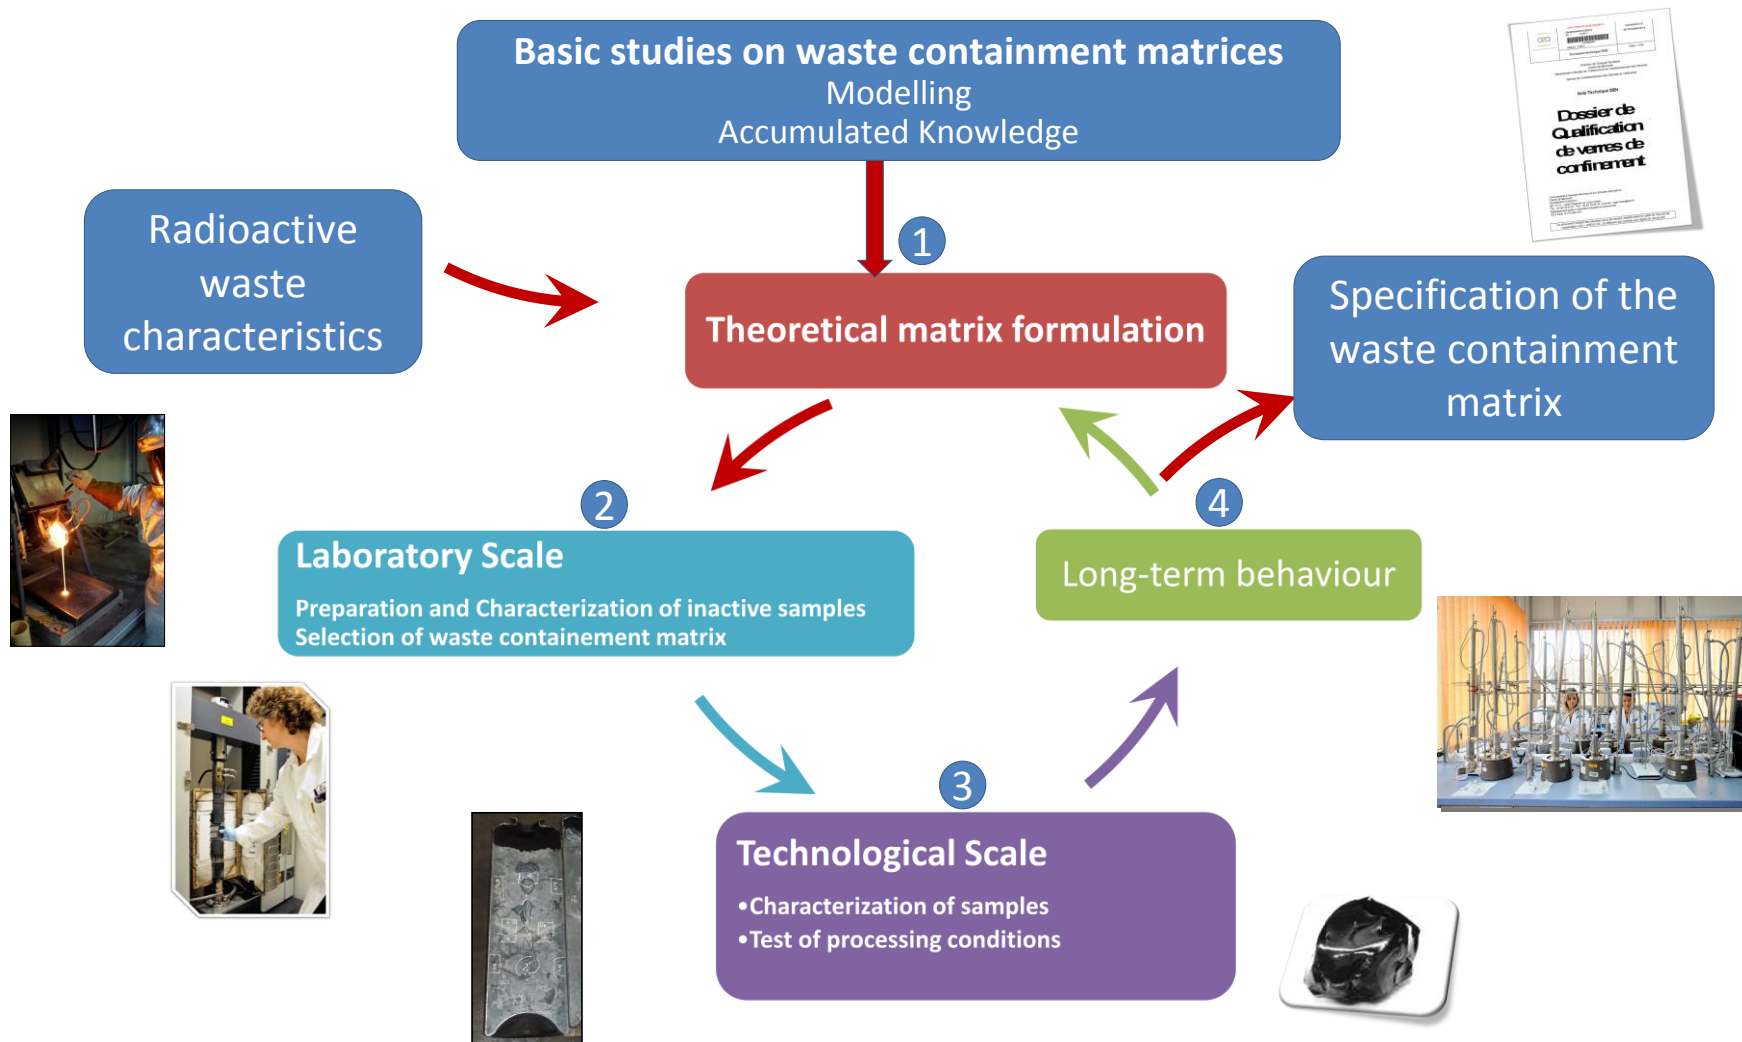 Basic studies on waste containment matrices
Modelling
Accumulated Knowledge
Dossier de
Qualification
de verres de
confinement
Radioactive
waste
characteristics
1
Theoretical matrix formulation
Specification of the
waste containment
matrix
2
Laboratory Scale
Preparation and Characterization of inactive samples
Selection of waste containement matrix
4
Long-term behaviour
3
Technological Scale
•Characterization of samples
•Test of processing conditions